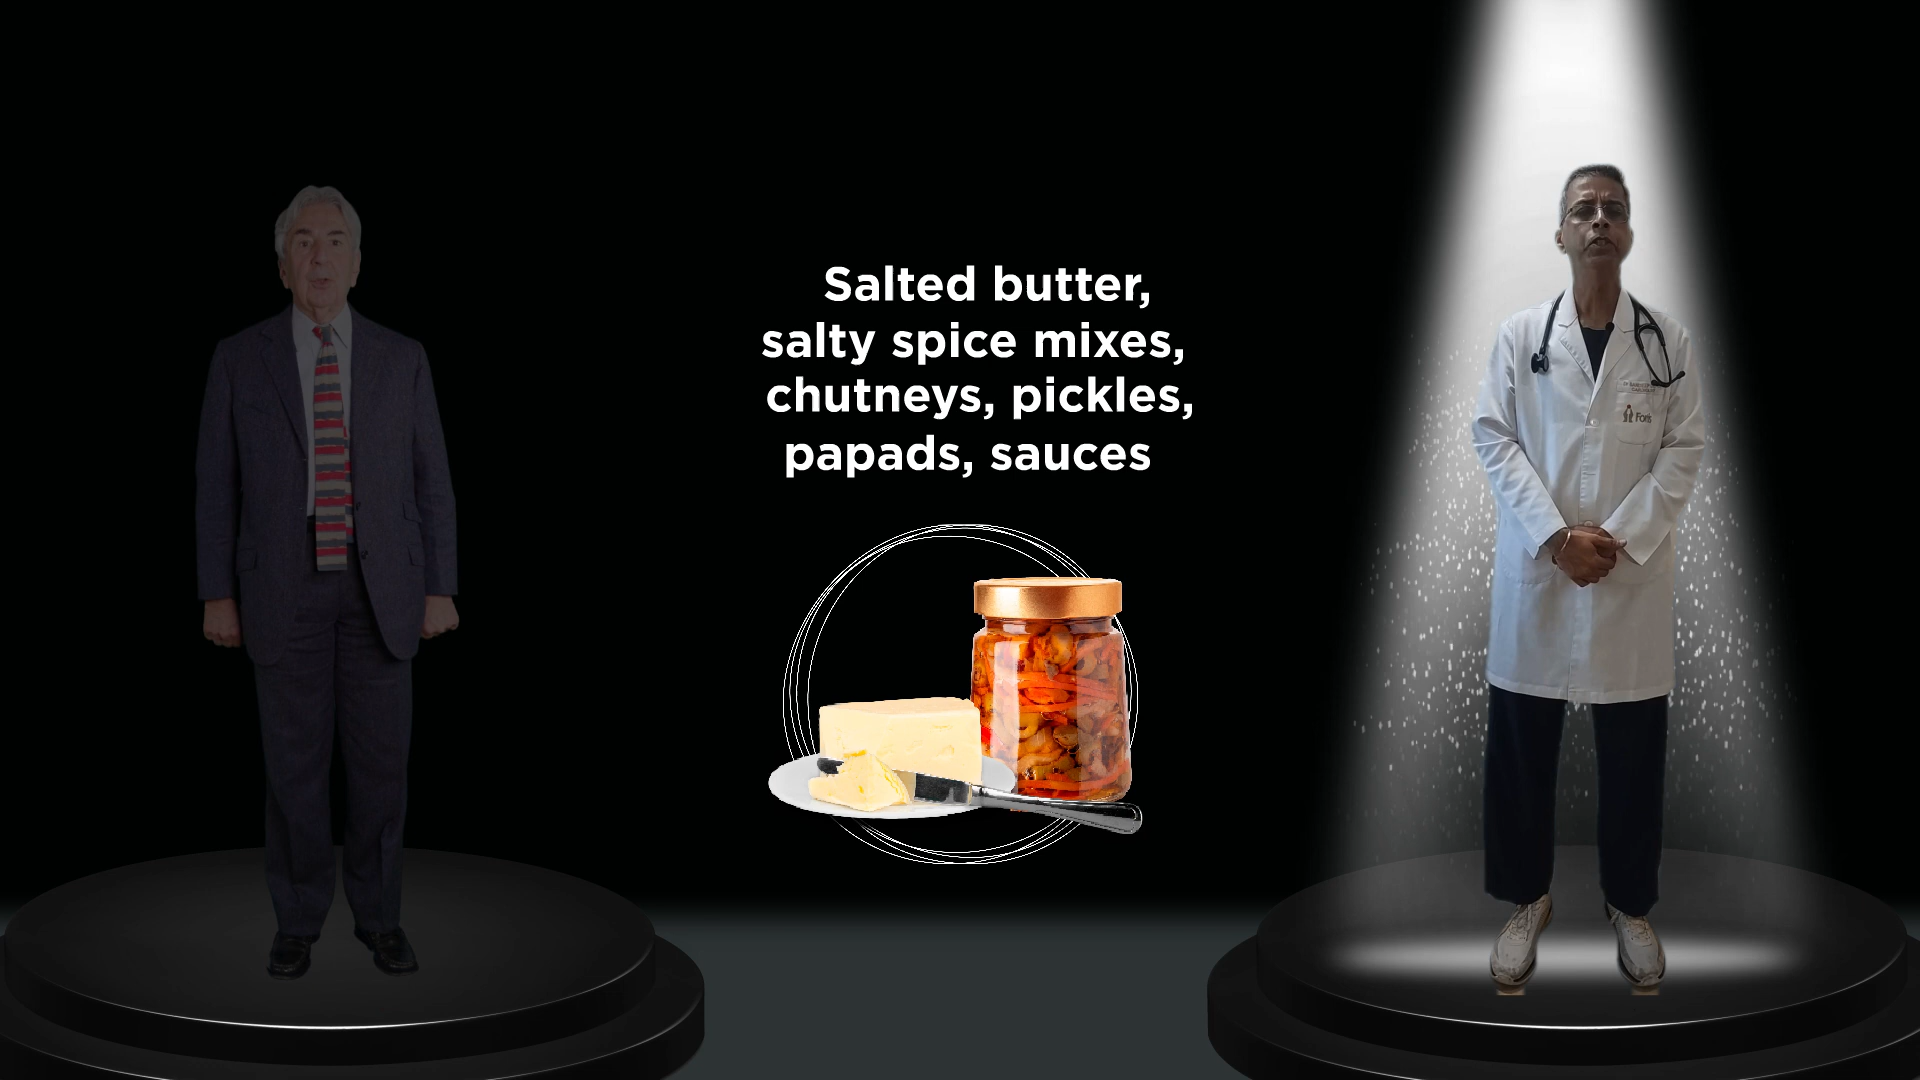 Salted butter,
salty spice mixes,
chutneys, pickles,
papads, sauces